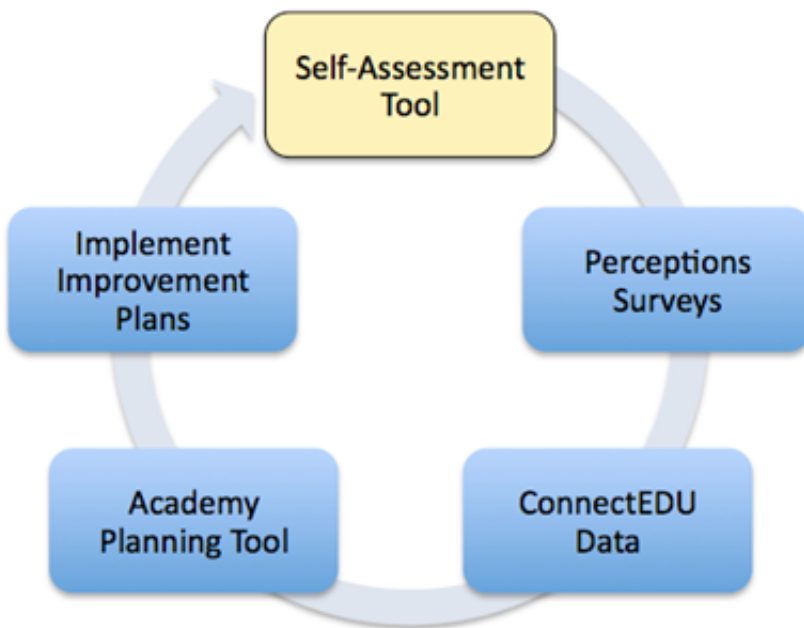 Self-Assessment
Tool
Perceptions
Surveys
ConnectEDU
Data
Academy
Planning Tool
Implement
Improvement
Plans